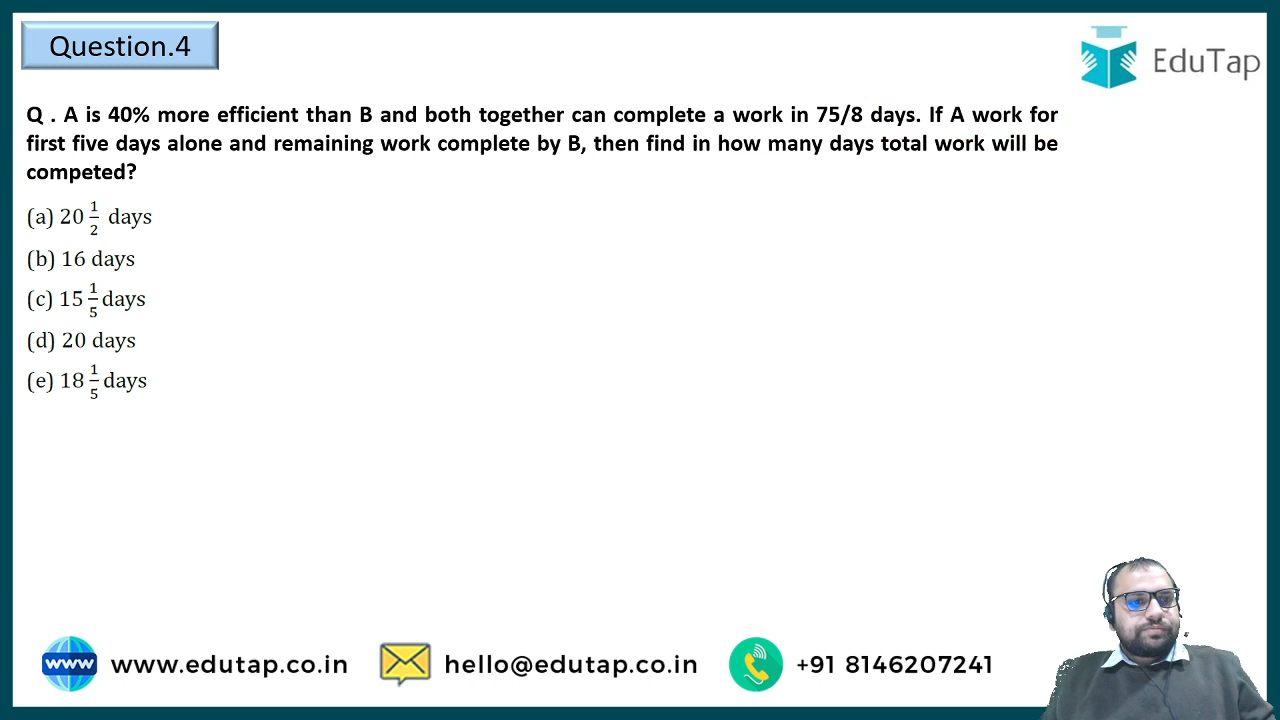 Question.4
EduTap
Q . A is 40% more efficient than B and both together can complete a work in 75/8 days. If A work for
first five days alone and remaining work complete by B, then find in how many days total work will be
competed?
(a) 20 1/2 days
(b) 16 days
(c) 15 1/5 days
(d) 20 days
(e) 18 1/5 days
www www.edutap.co.in hello@edutap.co.in +91 8146207241